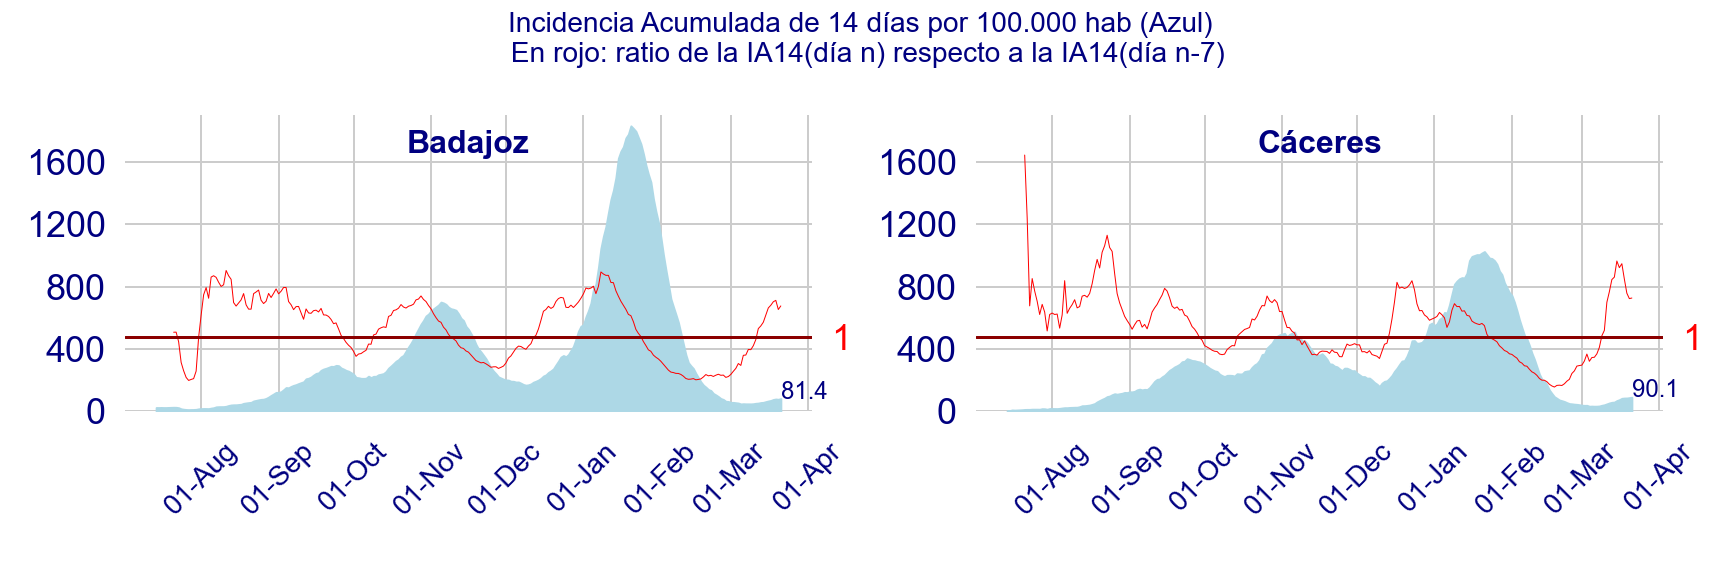 Incidencia Acumulada de 14 días por 100.000 hab (Azul)
En rojo: ratio de la IA14(día n) respecto a la IA14(día n-7)
Badajoz
1600
1200
800
400
0
1
81.4
01-Aug
01-Sep
01-Oct
01-Nov
01-Dec
01-Jan
01-Feb
01-Mar
01-Apr
Cáceres
1600
1200
800
400
0
1
90.1
01-Aug
01-Sep
01-Oct
01-Nov
01-Dec
01-Jan
01-Feb
01-Mar
01-Apr